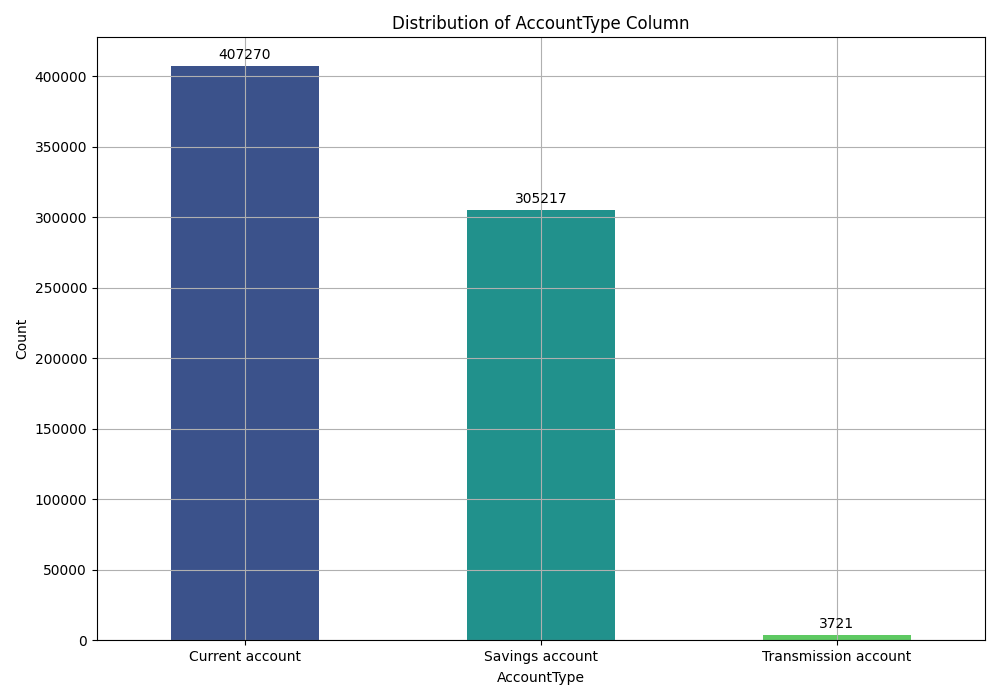 Distribution of AccountType Column
407270
400000
350000
305217
300000
250000
200000
150000
100000
50000
3721
0
Count
Current account
Savings account
Transmission account
AccountType